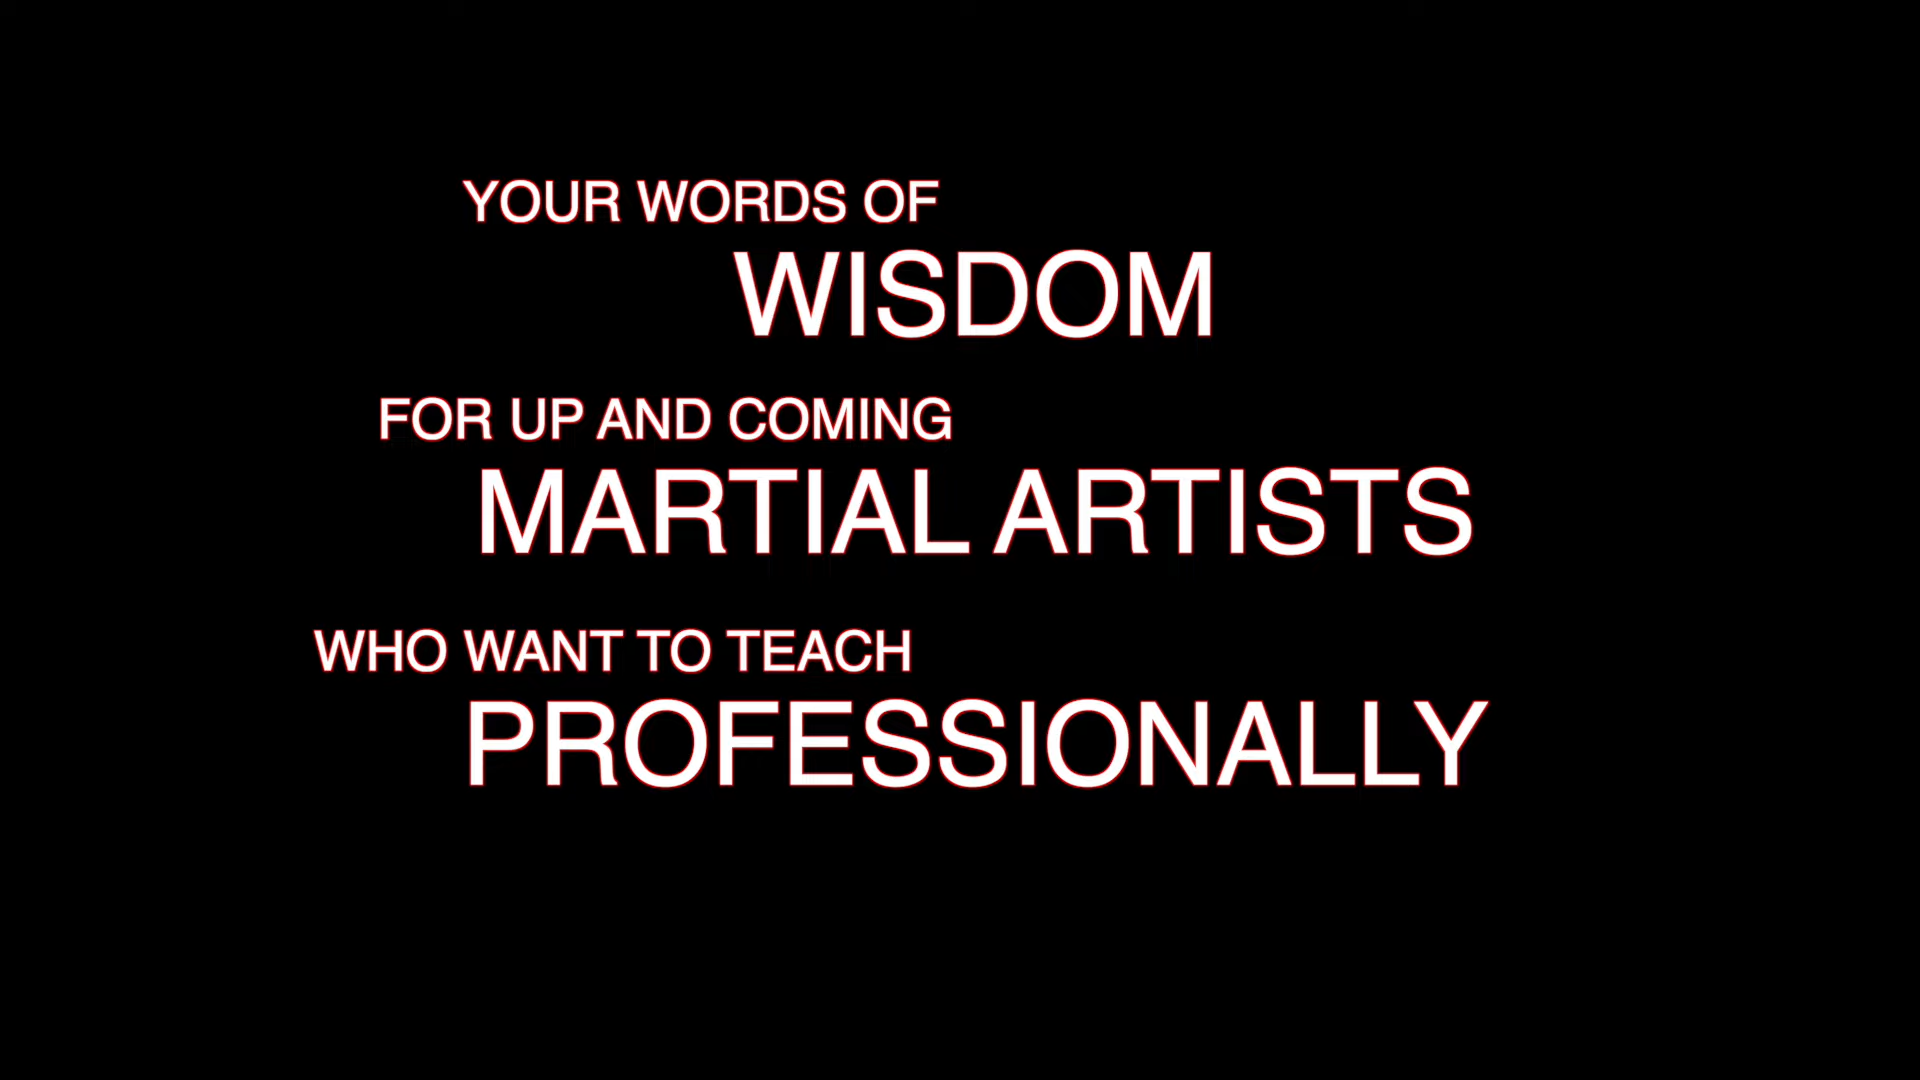 YOUR WORDS OF
WISDOM
FOR UP AND COMING
MARTIAL ARTISTS
WHO WANT TO TEACH
PROFESSIONALLY